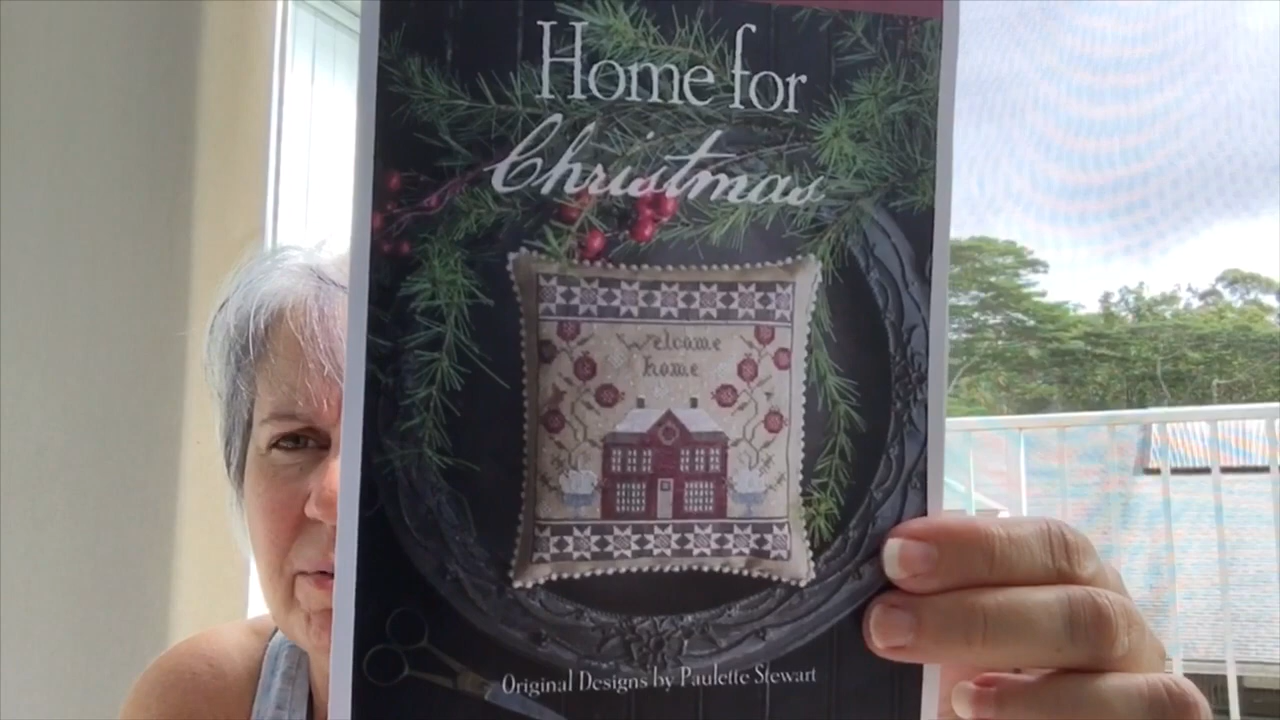 Home for
Christmas
Welcome
home
Original Designs by Paulette Stewart